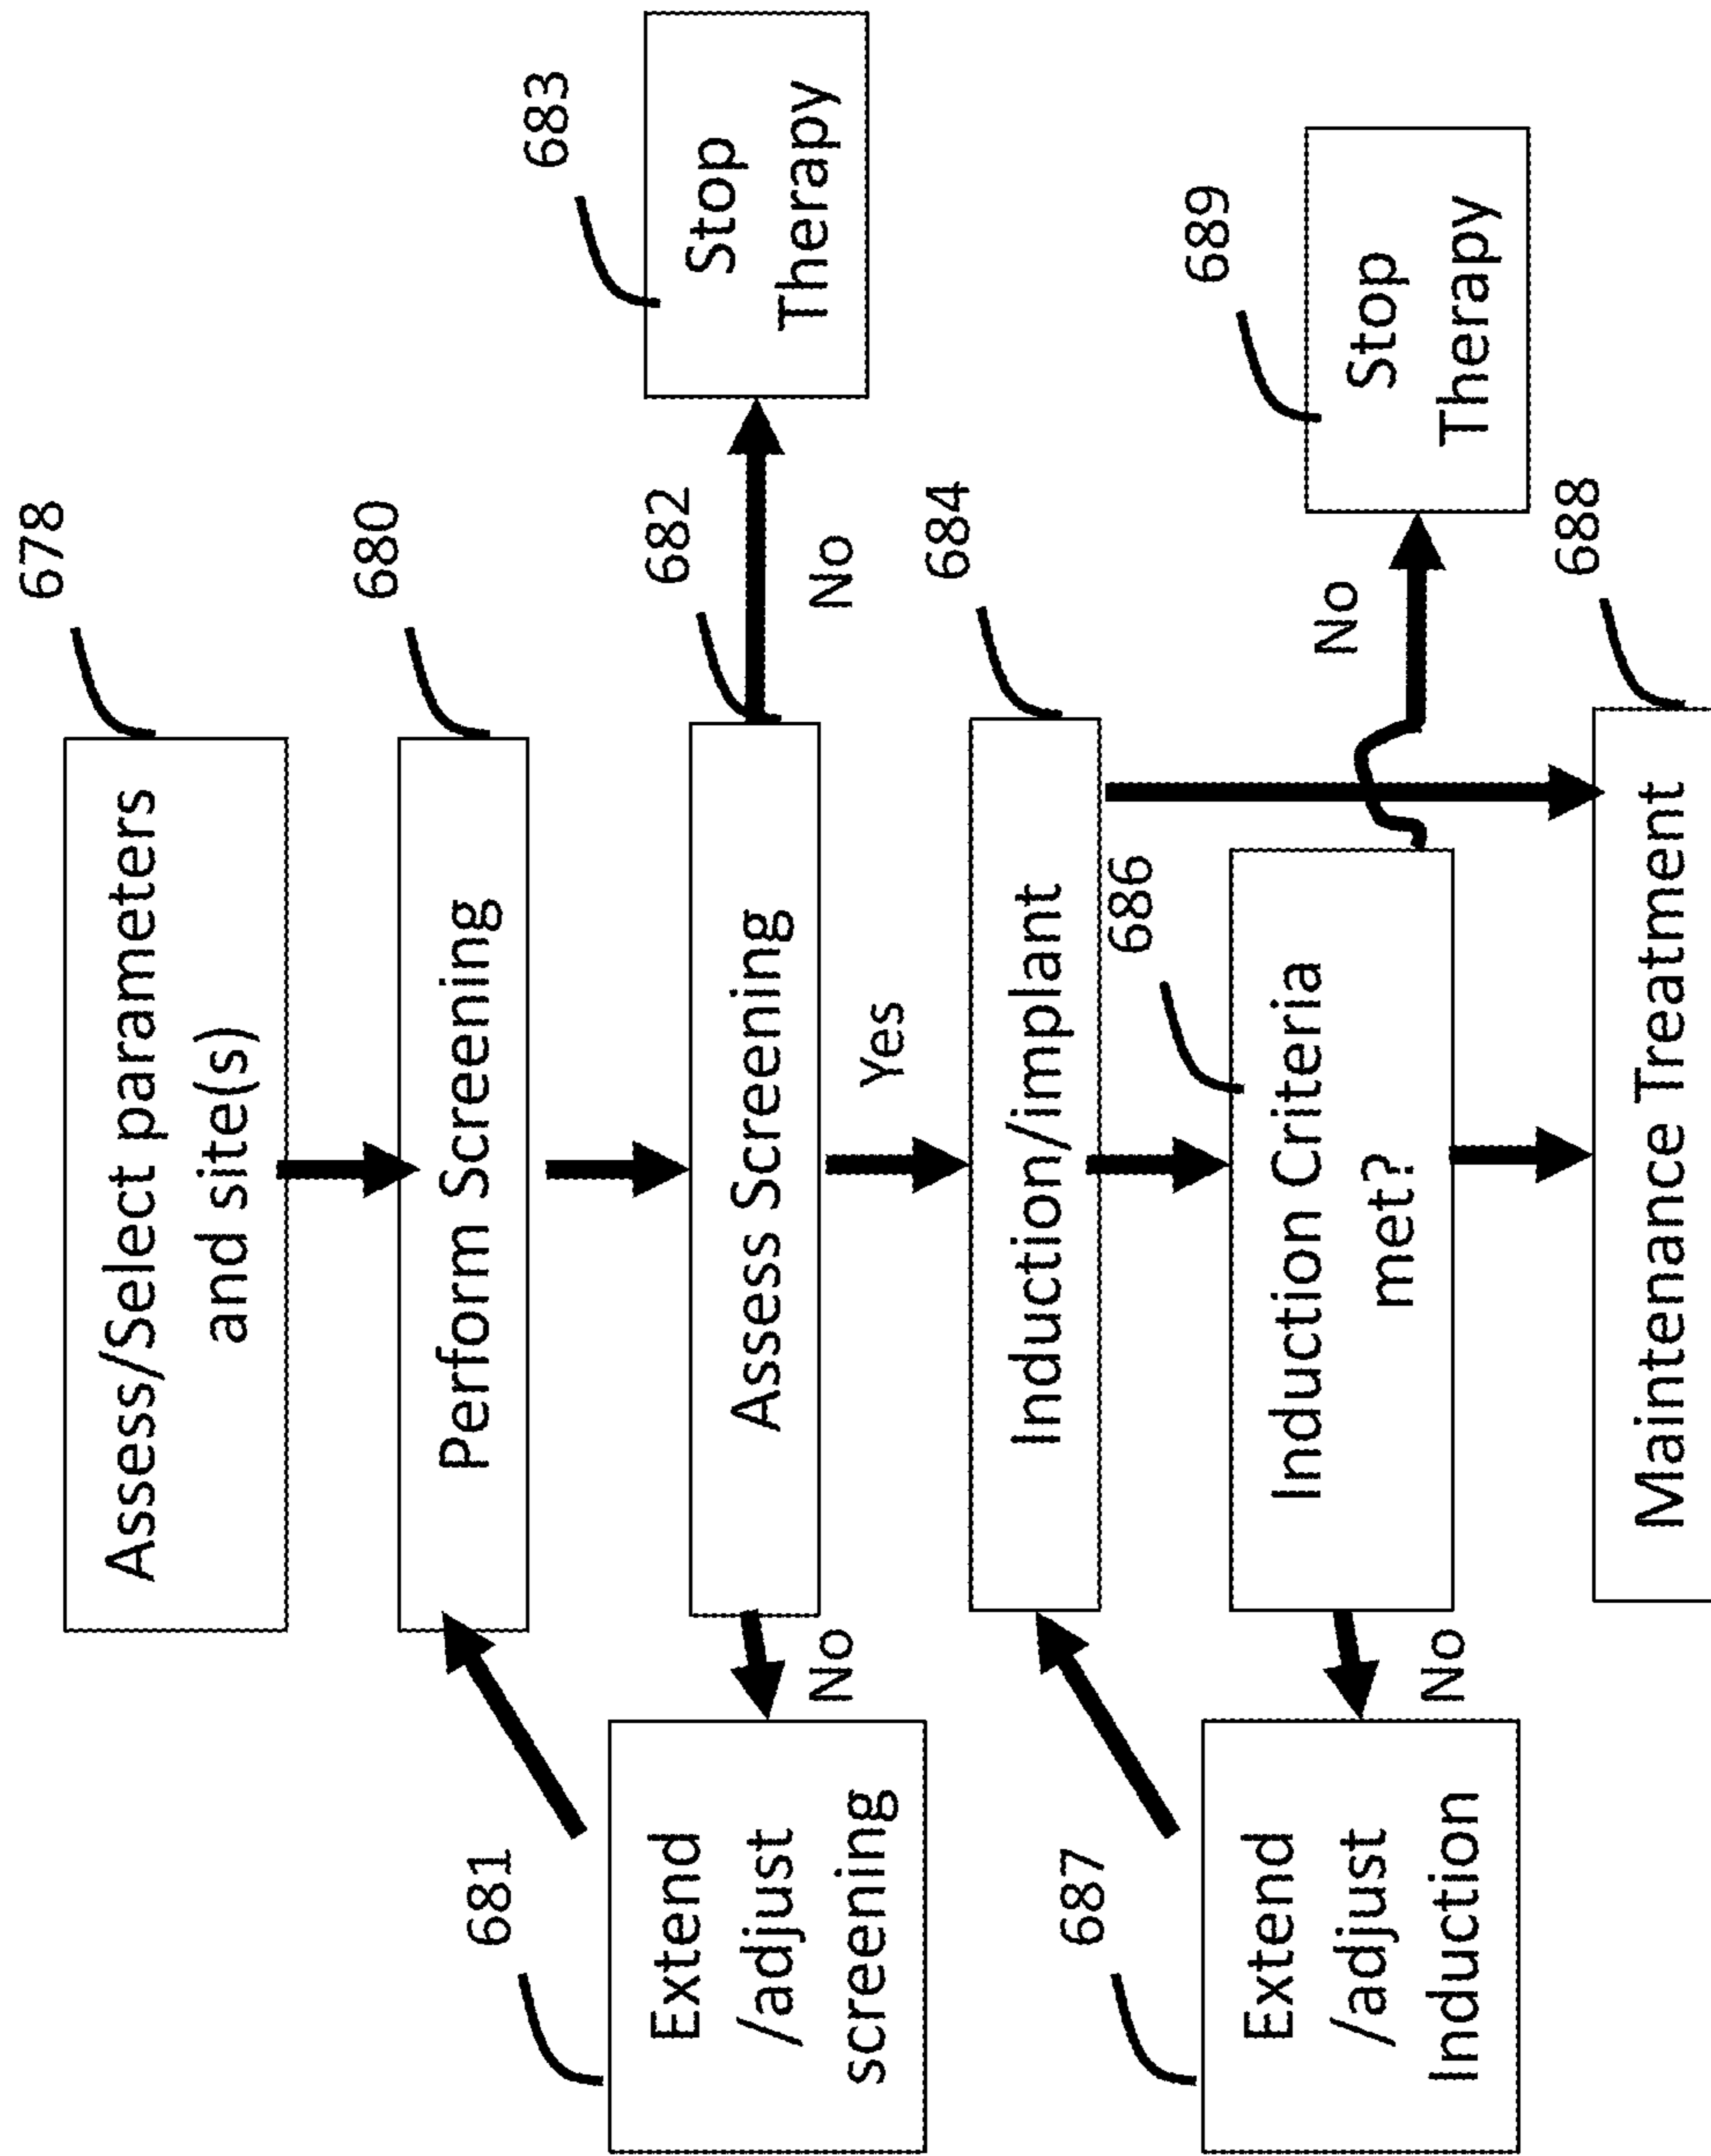 678
Assess/Select parameters
and site(s)
680
Perform Screening
681
Extend
/adjust
screening
No
682
Assess Screening
No
683
Stop
Therapy
Yes
684
Induction/implant
687
Extend
/adjust
Induction
No
686
Induction Criteria
met?
No
689
Stop
Therapy
688
Maintenance Treatment